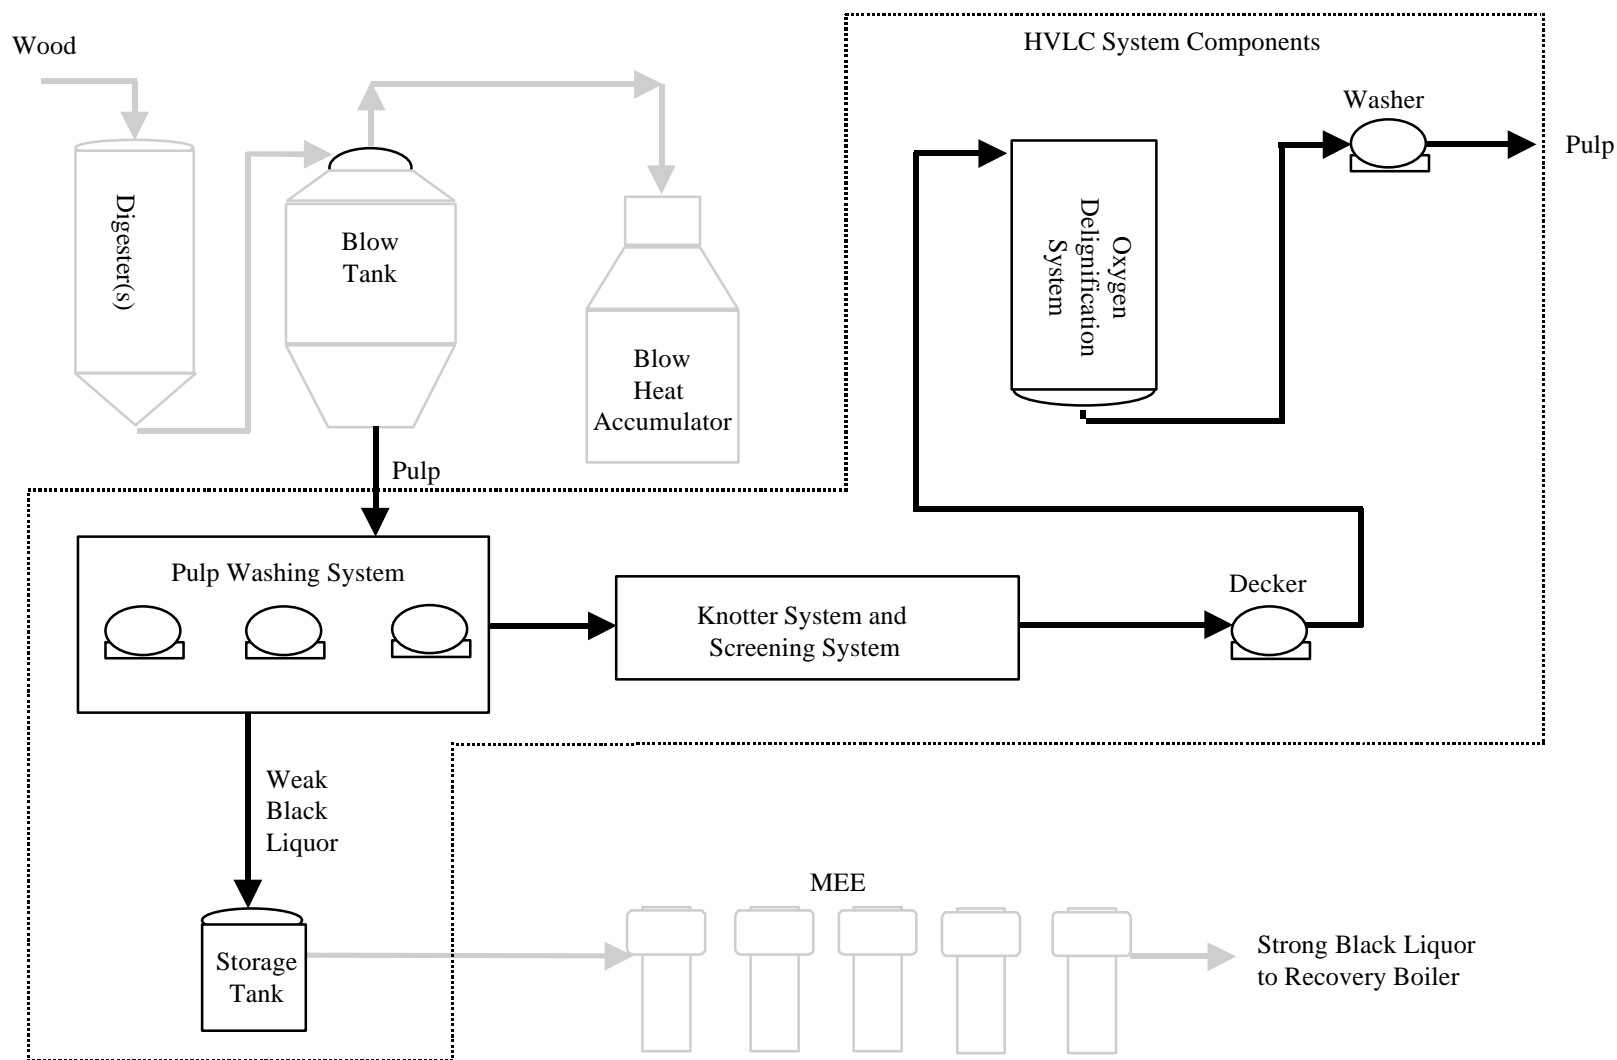 Wood
HVLC System Components
Washer
Pulp
Digester(s)
Blow
Tank
Oxygen
Delignification
System
Blow
Heat
Accumulator
Pulp
Pulp Washing System
Knotter System and
Screening System
Decker
Weak
Black
Liquor
MEE
Storage
Tank
Strong Black Liquor
to Recovery Boiler